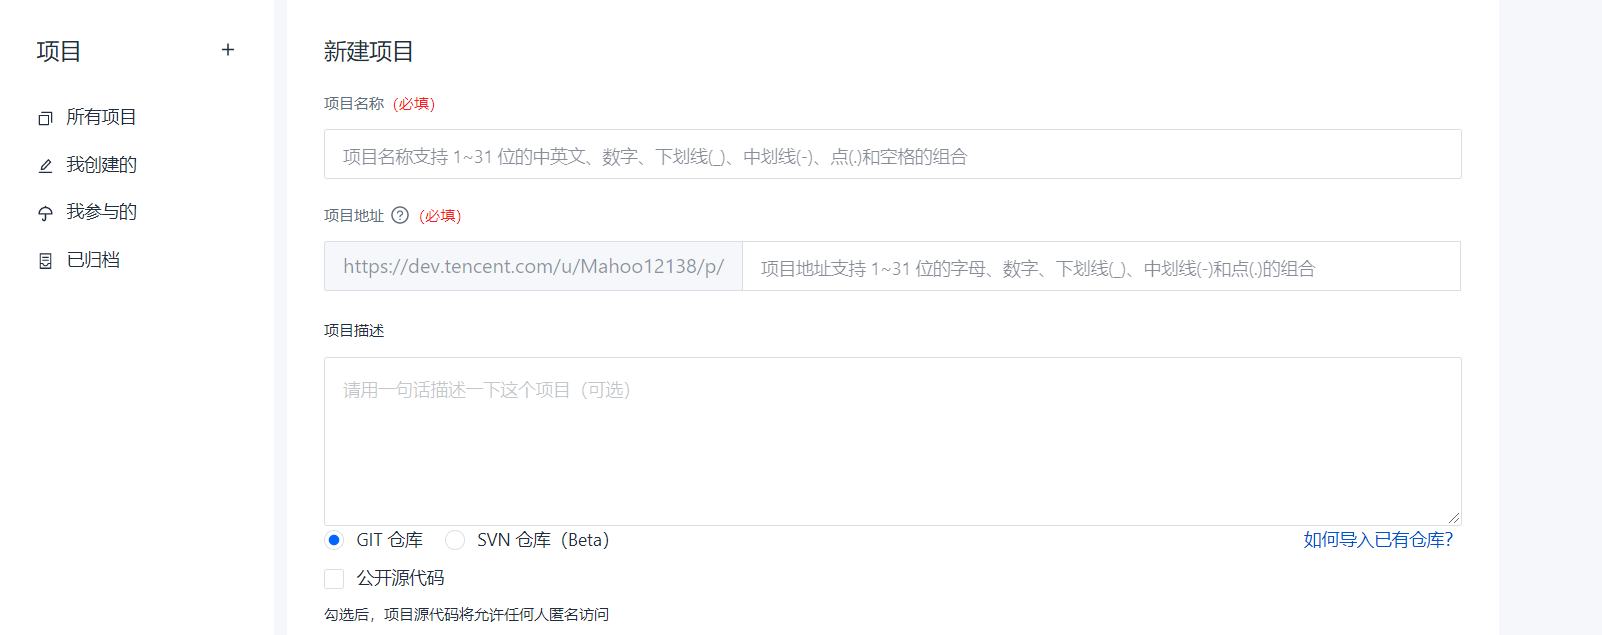 项目
+
所有项目
我创建的
我参与的
已归档
新建项目
项目名称 (必填)
项目名称支持 1~31 位的中英文、数字、下划线(_)、中划线(-)、点(.)和空格的组合
项目地址 ? (必填)
https://dev.tencent.com/u/Mahoo12138/p/ 项目地址支持 1~31 位的字母、数字、下划线(_)、中划线(-)和点(.)的组合
项目描述
请用一句话描述一下这个项目（可选）
GIT 仓库 SVN 仓库（Beta） 如何导入已有仓库?
公开源代码
勾选后，项目源代码将允许任何人匿名访问